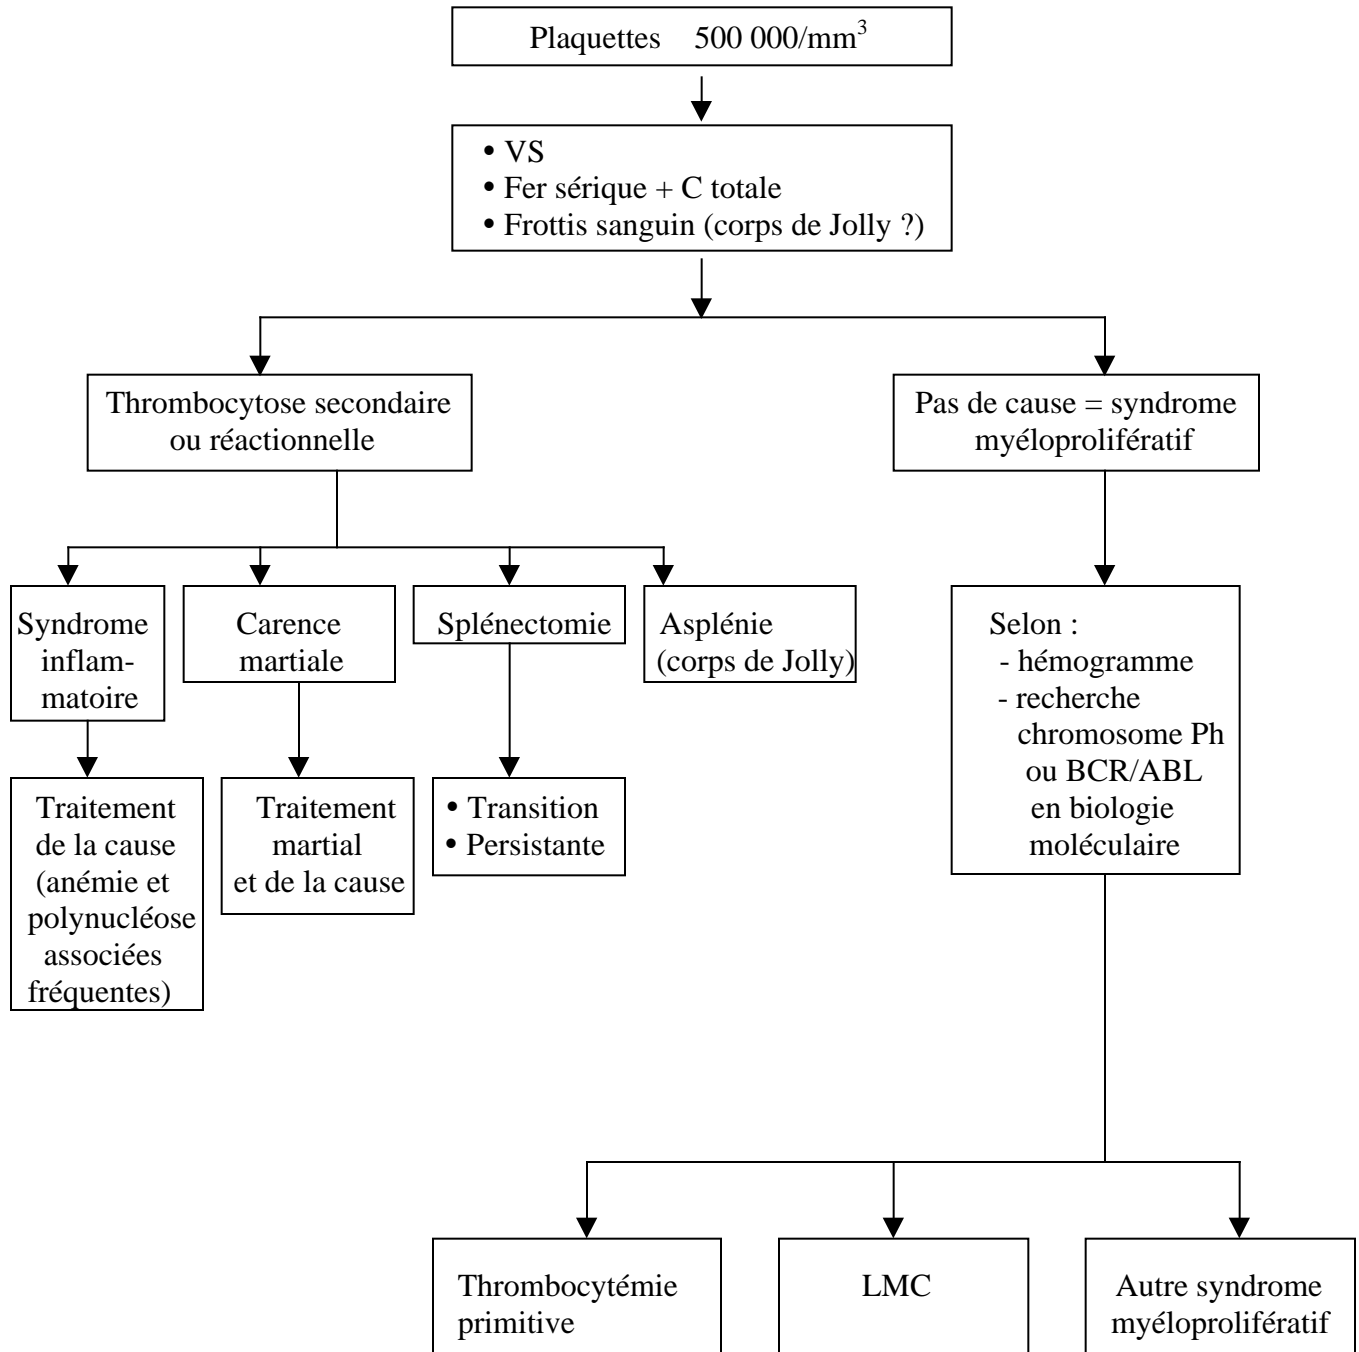 Plaquettes 500 000/mm³
• VS
• Fer sérique + C totale
• Frottis sanguin (corps de Jolly ?)
Thrombocytose secondaire
ou réactionnelle
Pas de cause = syndrome
myéloprolifératif
Syndrome
inflam-
matoire
Carence
martiale
Splénectomie
Asplénie
(corps de Jolly)
Selon :
- hémogramme
- recherche
chromosome Ph
ou BCR/ABL
en biologie
moléculaire
Traitement
de la cause
(anémie et
polynucléose
associées
fréquentes)
Traitement
martial
et de la cause
• Transition
• Persistante
Thrombocytémie
primitive
LMC
Autre syndrome
myéloprolifératif